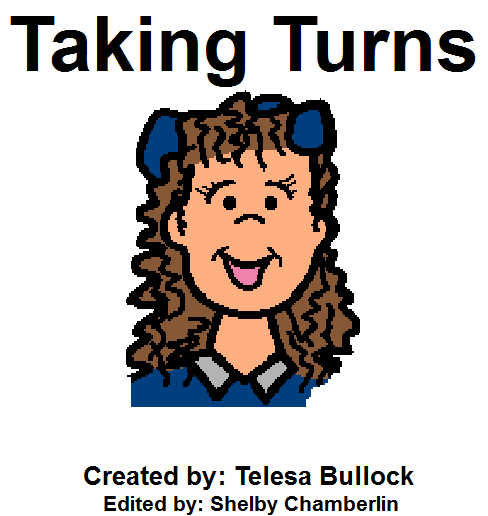 Taking Turns
Created by: Telesa Bullock
Edited by: Shelby Chamberlin